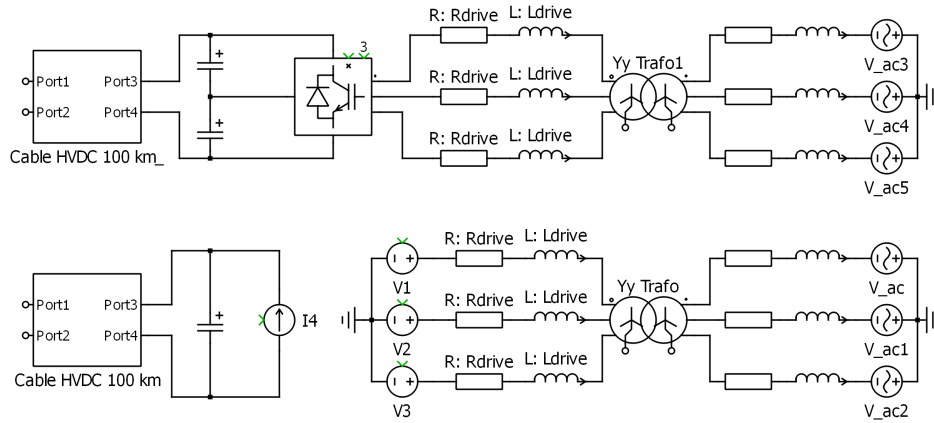 R: Rdrive L: Ldrive
3
V_ac3
Port1 Port3
Port2 Port4
Cable HVDC 100 km_
R: Rdrive L: Ldrive
Yy Trafo1
V_ac4
R: Rdrive L: Ldrive
V_ac5
R: Rdrive L: Ldrive
V1
V_ac
Port1 Port3
Port2 Port4
Cable HVDC 100 km
I4
R: Rdrive L: Ldrive
Yy Trafo
V2
V_ac1
R: Rdrive L: Ldrive
V3
V_ac2